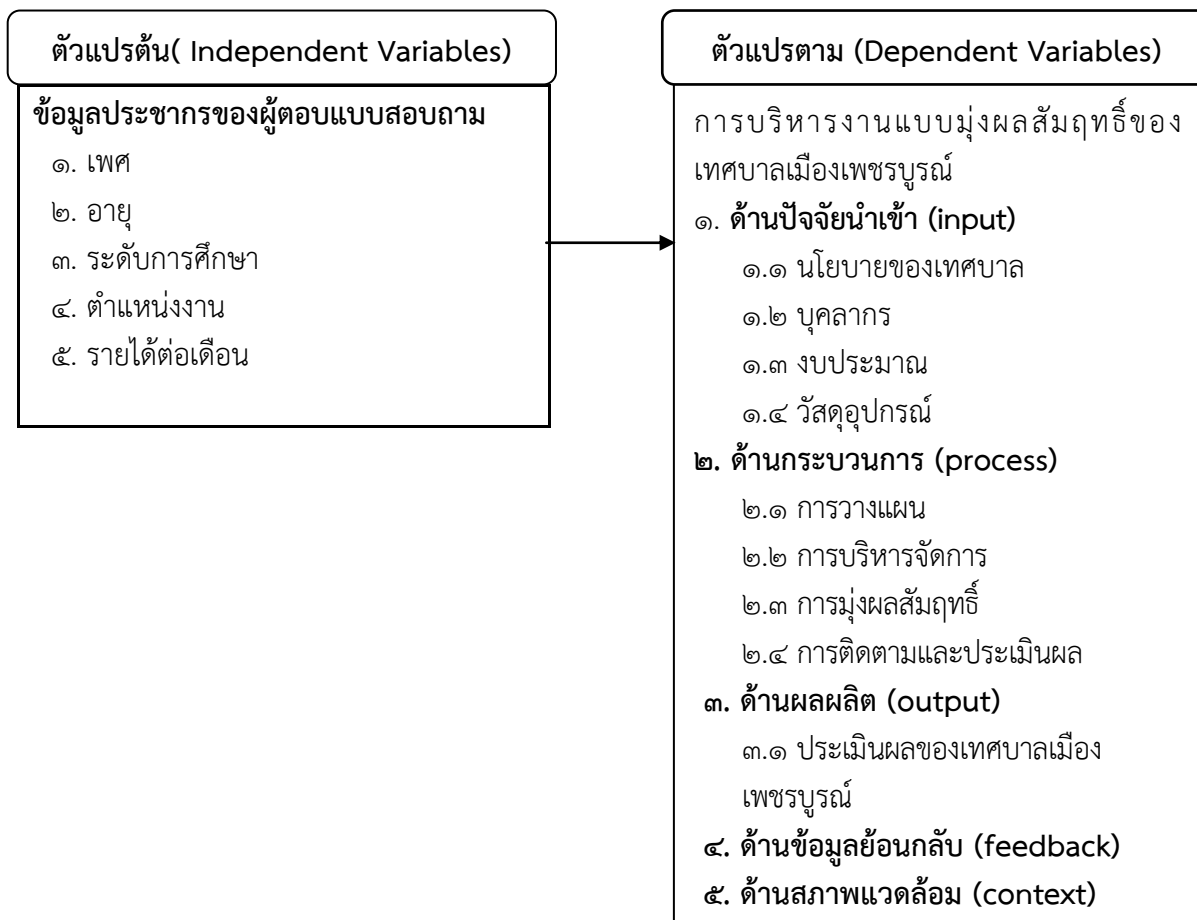 ตัวแปรต้น( Independent Variables)
ข้อมูลประชากรของผู้ตอบแบบสอบถาม
๑. เพศ
๒. อายุ
๓. ระดับการศึกษา
๔. ตำแหน่งงาน
๕. รายได้ต่อเดือน
ตัวแปรตาม (Dependent Variables)
การบริหารงานแบบมุ่งผลสัมฤทธิ์ของ
เทศบาลเมืองเพชรบูรณ์
๑. ด้านปัจจัยนำเข้า (input)
๑.๑ นโยบายของเทศบาล
๑.๒ บุคลากร
๑.๓ งบประมาณ
๑.๔ วัสดุอุปกรณ์
๒. ด้านกระบวนการ (process)
๒.๑ การวางแผน
๒.๒ การบริหารจัดการ
๒.๓ การมุ่งผลสัมฤทธิ์
๒.๔ การติดตามและประเมินผล
๓. ด้านผลผลิต (output)
๓.๑ ประเมินผลของเทศบาลเมือง
เพชรบูรณ์
๔. ด้านข้อมูลย้อนกลับ (feedback)
๕. ด้านสภาพแวดล้อม (context)